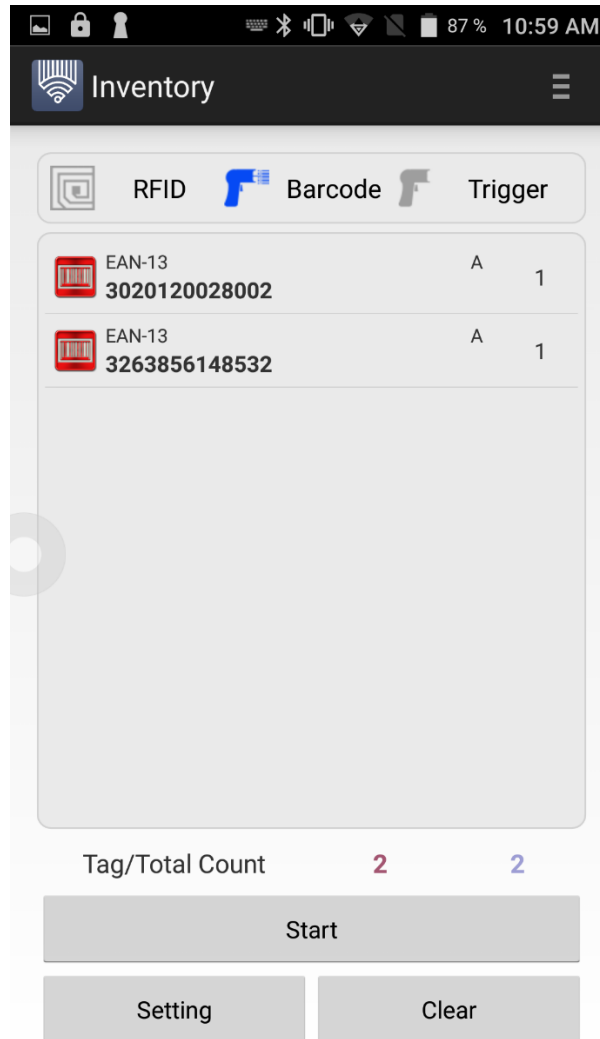 87 % 10:59 AM
Inventory
RFID Barcode Trigger
EAN-13 A
3020120028002 1
EAN-13 A
3263856148532 1
Tag/Total Count 2 2
Start
Setting Clear